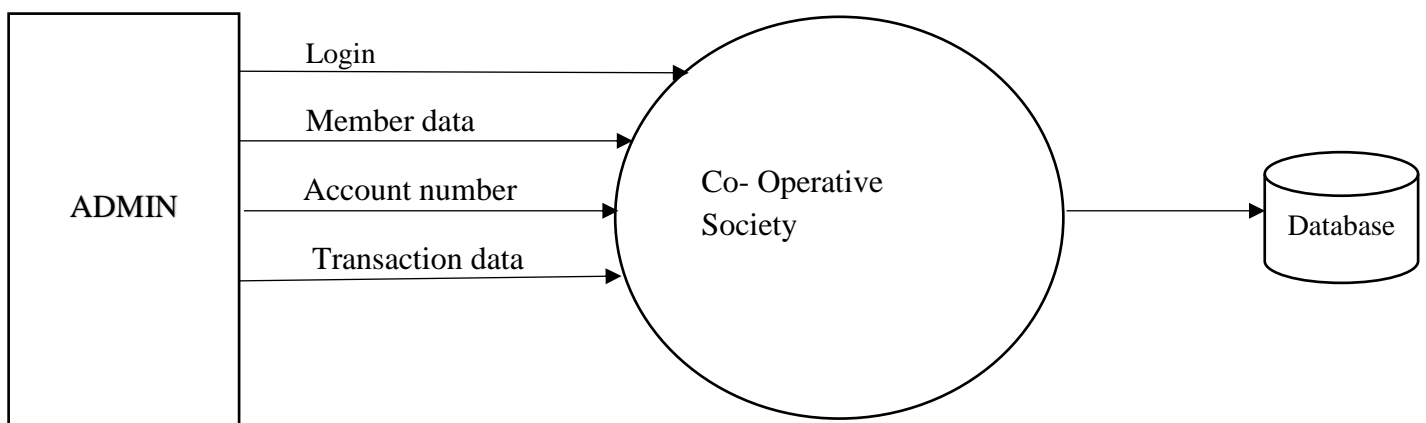 Login
Member data
Account number
Transaction data
ADMIN
Co- Operative
Society
Database